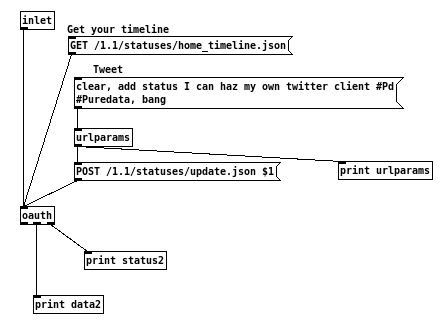 inlet
Get your timeline
GET /1.1/statuses/home_timeline.json
Tweet
clear, add status I can haz my own twitter client #Pd
#Puredata, bang
urlparams
POST /1.1/statuses/update.json $1
print urlparams
oauth
print status2
print data2